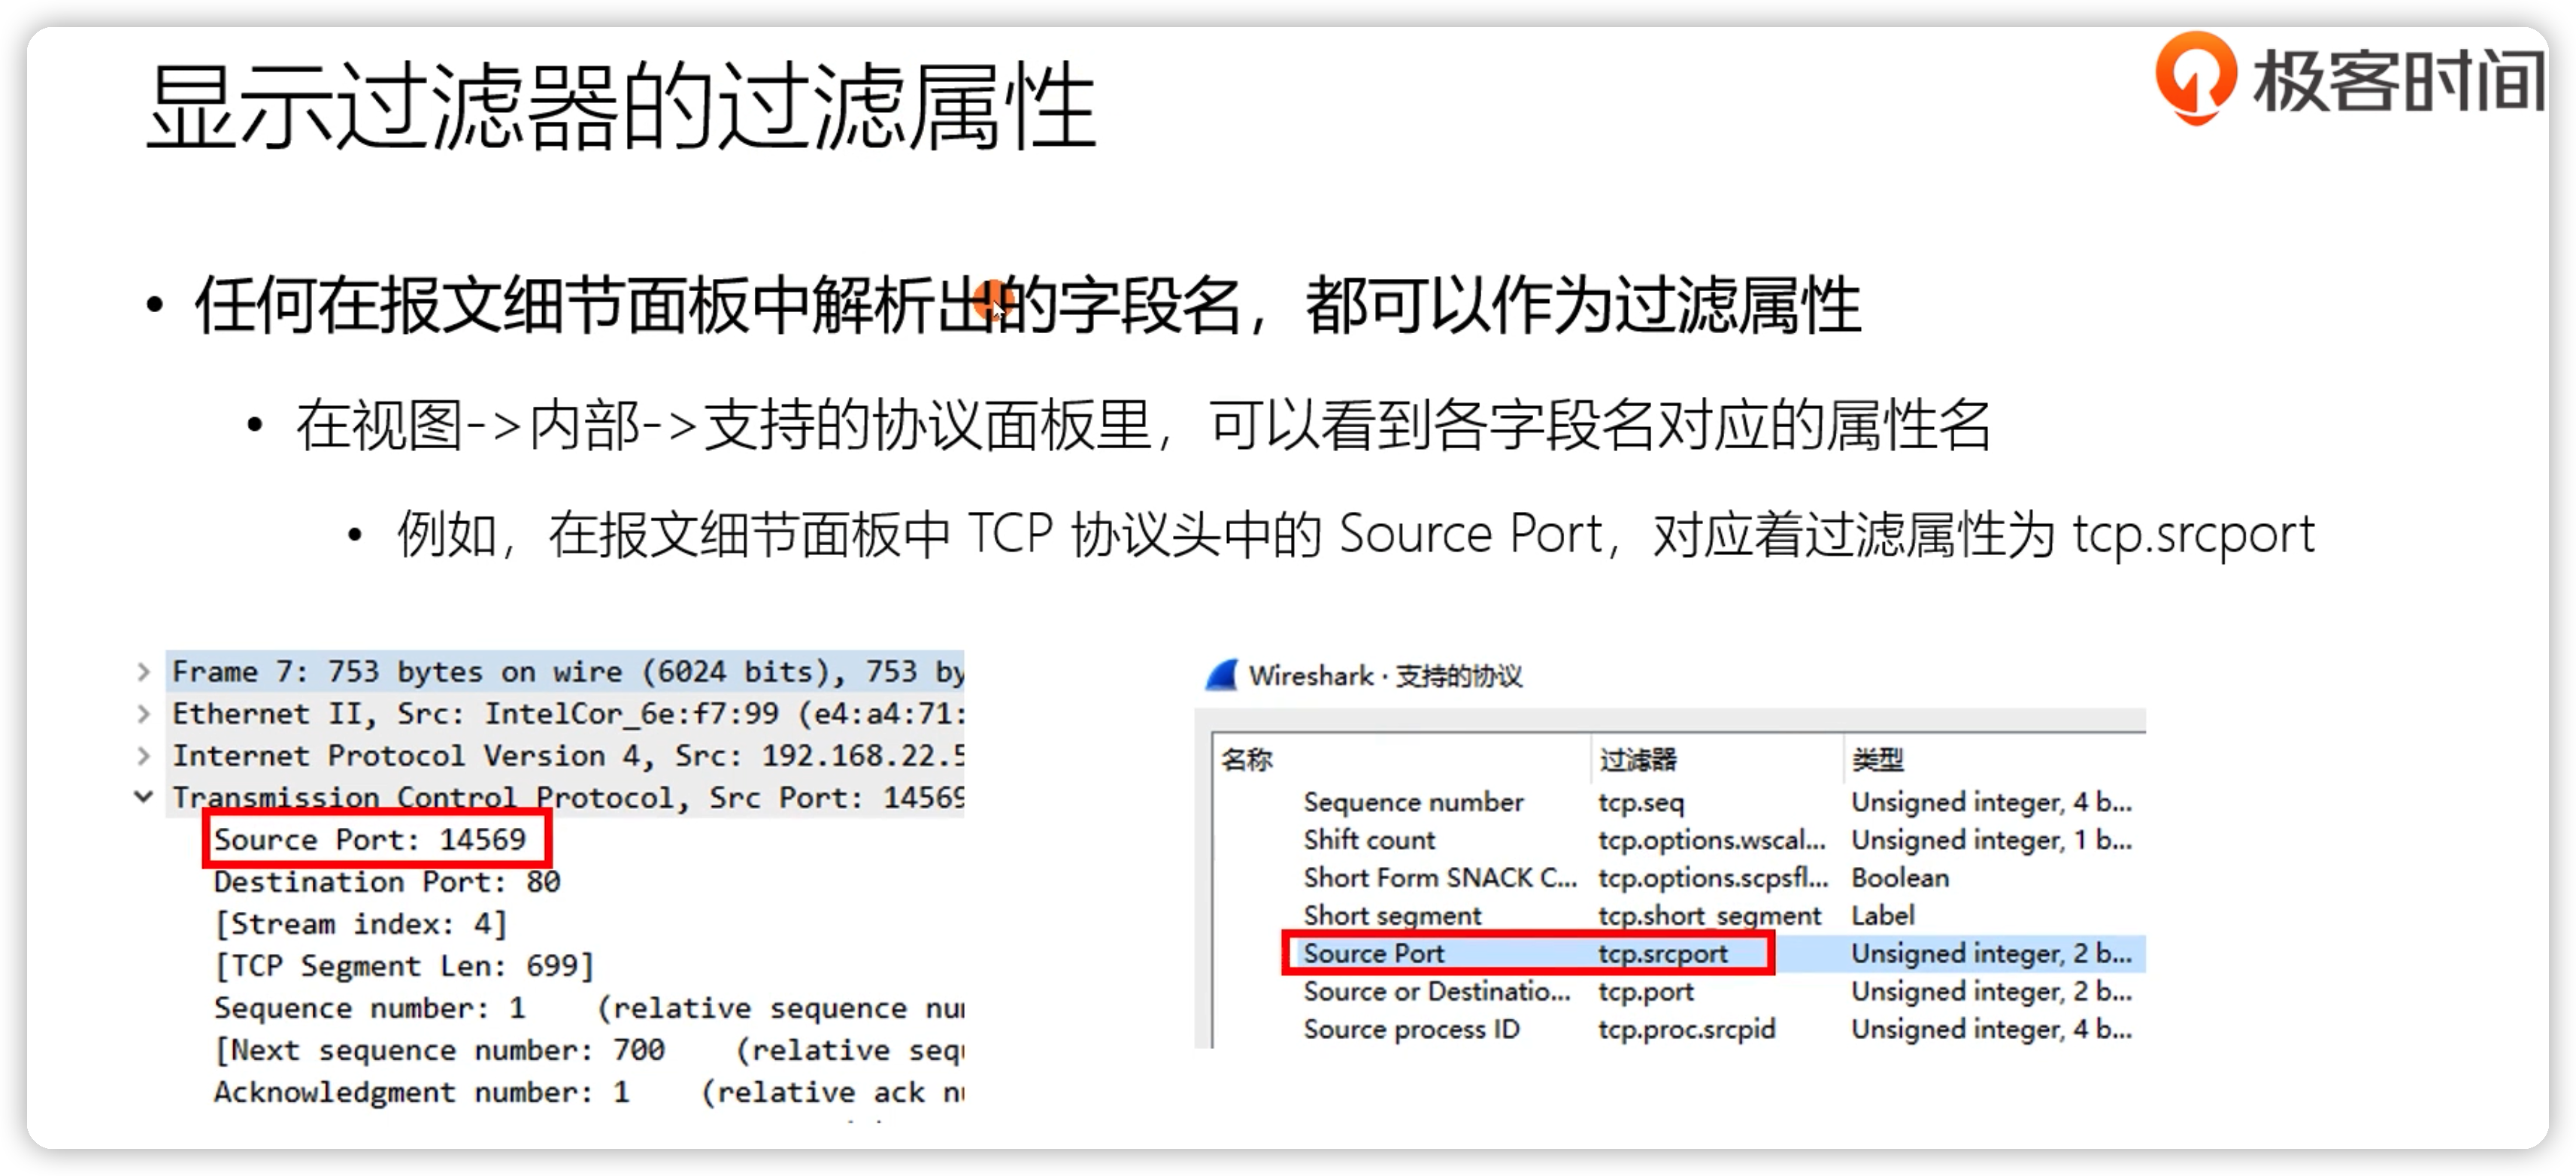 显示过滤器的过滤属性
极客时间
• 任何在报文细节面板中解析出的字段名，都可以作为过滤属性
• 在视图->内部->支持的协议面板里，可以看到各字段名对应的属性名
• 例如，在报文细节面板中 TCP 协议头中的 Source Port，对应着过滤属性为 tcp.srcport
Frame 7: 753 bytes on wire (6024 bits), 753 by
Ethernet II, Src: IntelCor_6e:f7:99 (e4:a4:71:
Internet Protocol Version 4, Src: 192.168.22.5
Transmission Control Protocol, Src Port: 14569
Source Port: 14569
Destination Port: 80
[Stream index: 4]
[TCP Segment Len: 699]
Sequence number: 1 (relative sequence nu
[Next sequence number: 700 (relative seq
Acknowledgment number: 1 (relative ack n
Wireshark · 支持的协议
名称 过滤器 类型
Sequence number tcp.seq Unsigned integer, 4 b...
Shift count tcp.options.wscal... Unsigned integer, 1 b...
Short Form SNACK C... tcp.options.scpsfl... Boolean
Short segment tcp.short_segment Label
Source Port tcp.srcport Unsigned integer, 2 b...
Source or Destinatio... tcp.port Unsigned integer, 2 b...
Source process ID tcp.proc.srcpid Unsigned integer, 4 b...